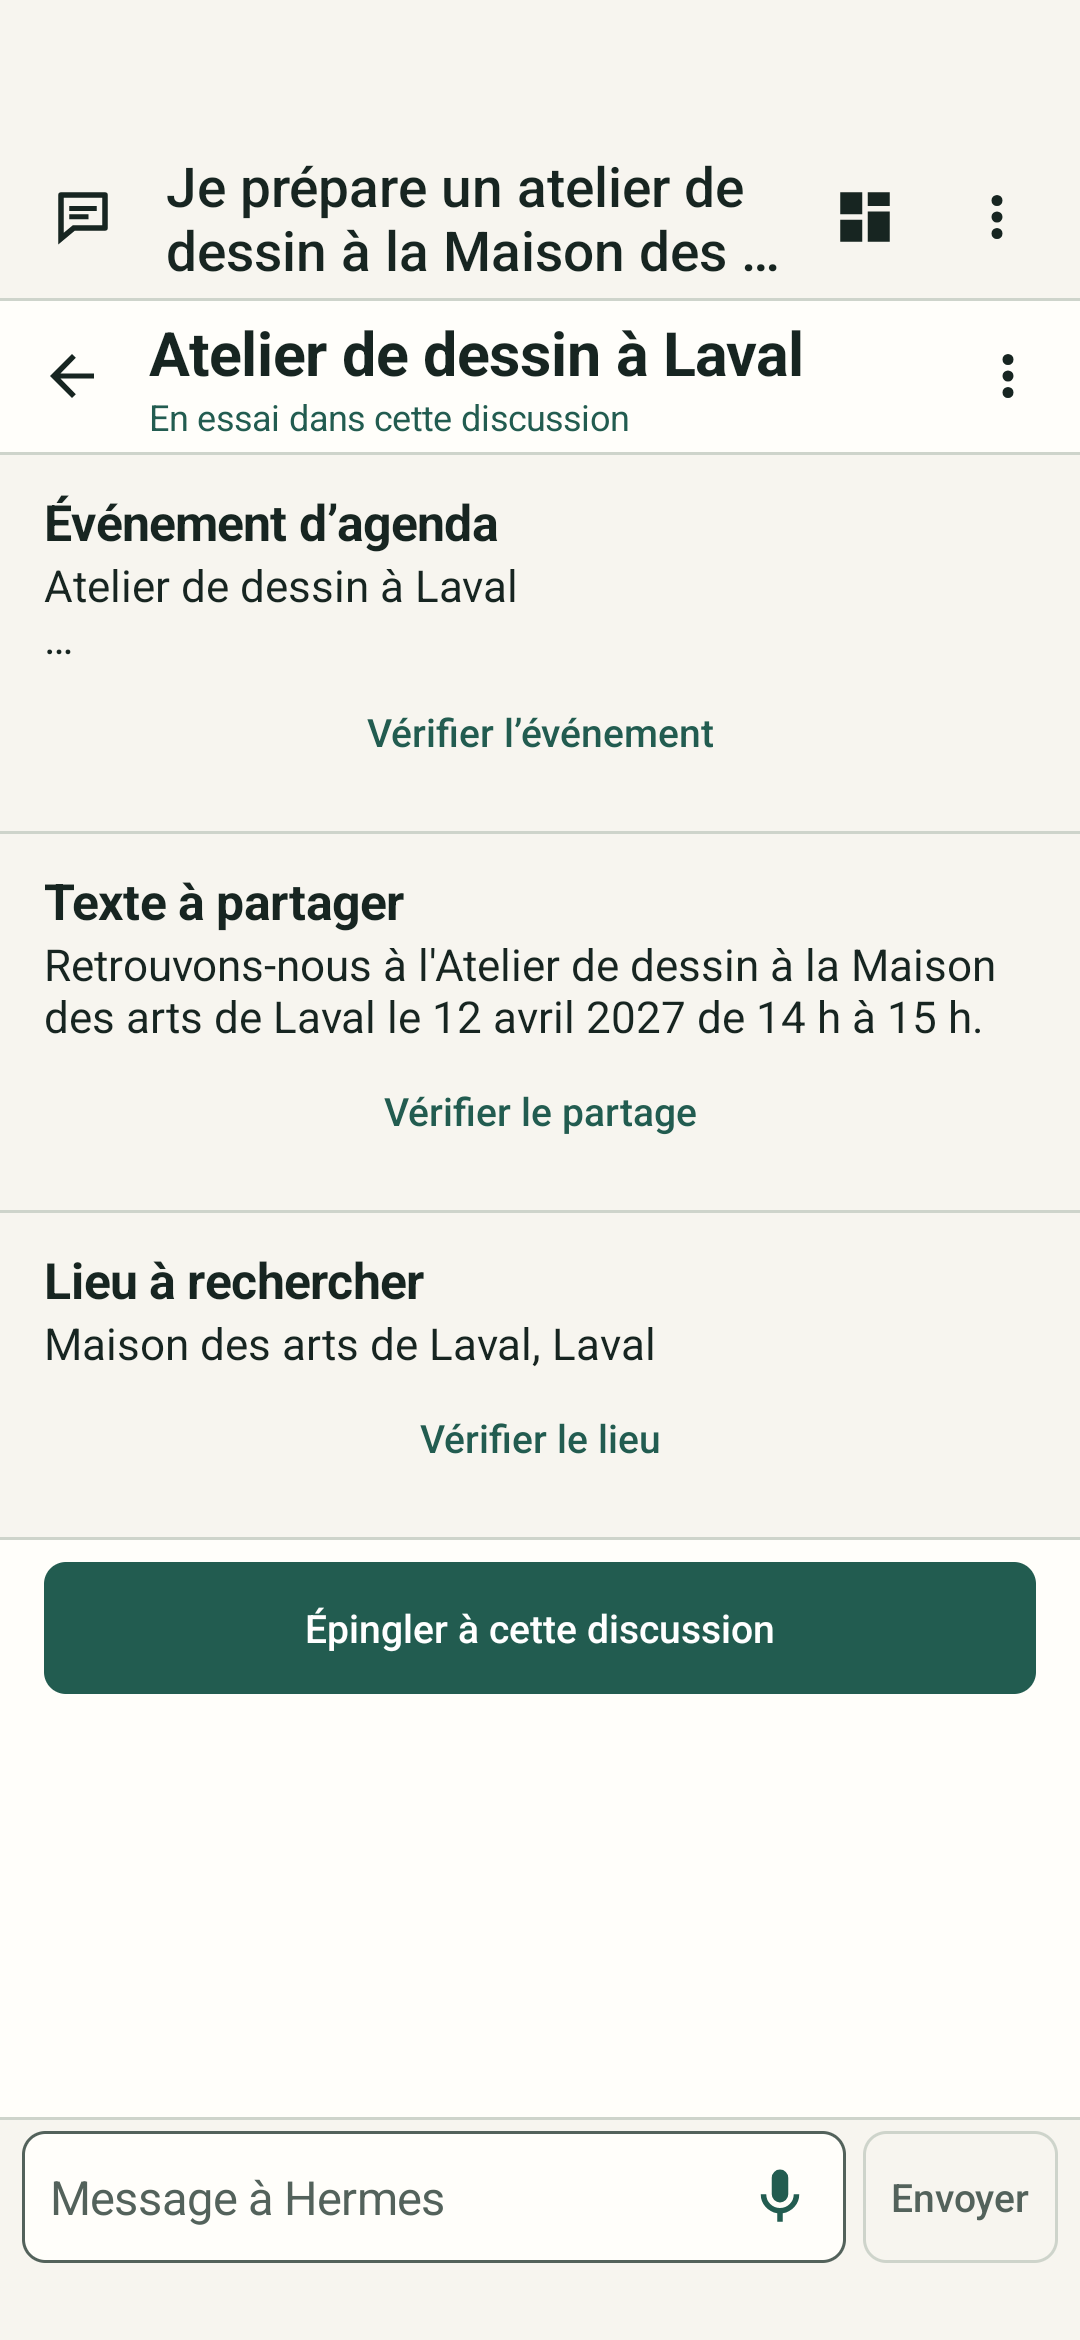 Je prépare un atelier de
dessin à la Maison des ...
Atelier de dessin à Laval
En essai dans cette discussion
Événement d’agenda
Atelier de dessin à Laval
...
Vérifier l’événement
Texte à partager
Retrouvons-nous à l'Atelier de dessin à la Maison
des arts de Laval le 12 avril 2027 de 14 h à 15 h.
Vérifier le partage
Lieu à rechercher
Maison des arts de Laval, Laval
Vérifier le lieu
Épingler à cette discussion
Message à Hermes
Envoyer